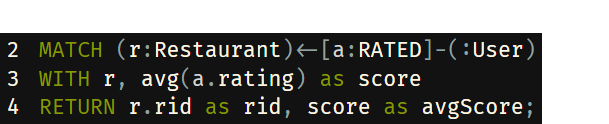 2 MATCH (r:Restaurant)<-[a:RATED]-(:User)
3 WITH r, avg(a.rating) as score
4 RETURN r.rid as rid, score as avgScore;